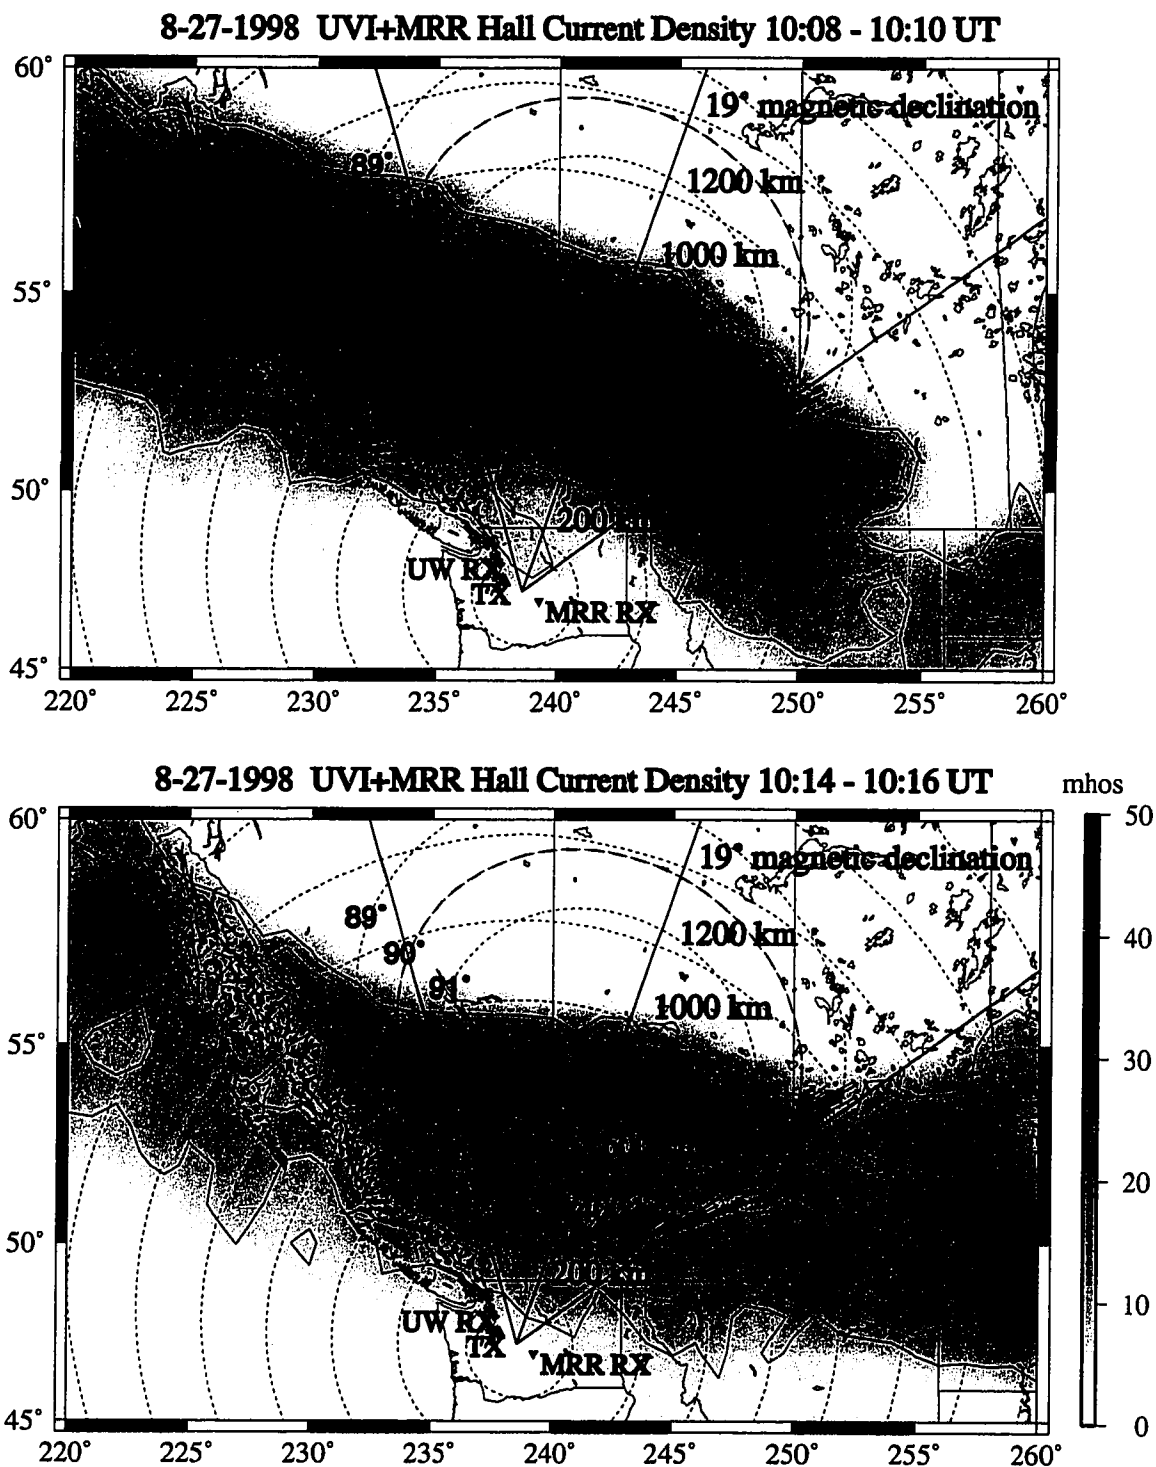 8-27-1998 UVI+MRR Hall Current Density 10:08 - 10:10 UT
60°
19° magnetic declination
89°
1200 km
1000 km
55°
50°
200 km
UW RX
TX
MRR RX
45°
220° 225° 230° 235° 240° 245° 250° 255° 260°
8-27-1998 UVI+MRR Hall Current Density 10:14 - 10:16 UT
mhos
60°
50
19° magnetic declination
89°
1200 km
40
90°
91°
1000 km
55°
30
20
50°
200 km
10
UW RX
TX
MRR RX
45°
0
220° 225° 230° 235° 240° 245° 250° 255° 260°